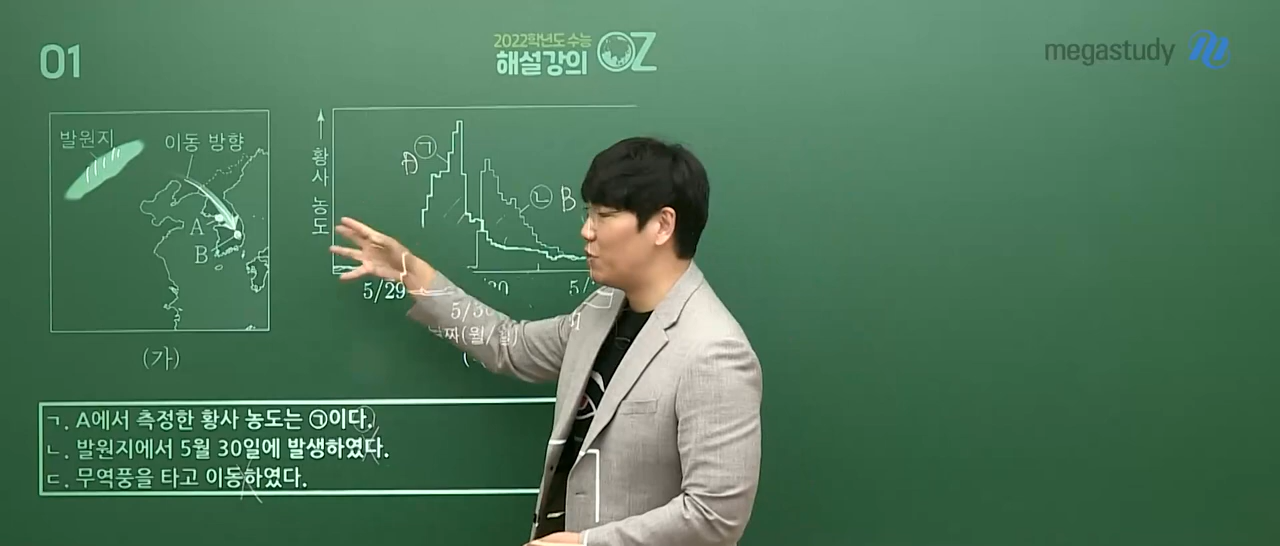 01
2022학년도 수능
해설강의 OZ
megastudy
발원지
이동 방향
A
B
(가)
황사 농도
A ㉠
㉡ B
5/29
ㄱ. A에서 측정한 황사 농도는 ㉠이다.
ㄴ. 발원지에서 5월 30일에 발생하였다.
ㄷ. 무역풍을 타고 이동하였다.